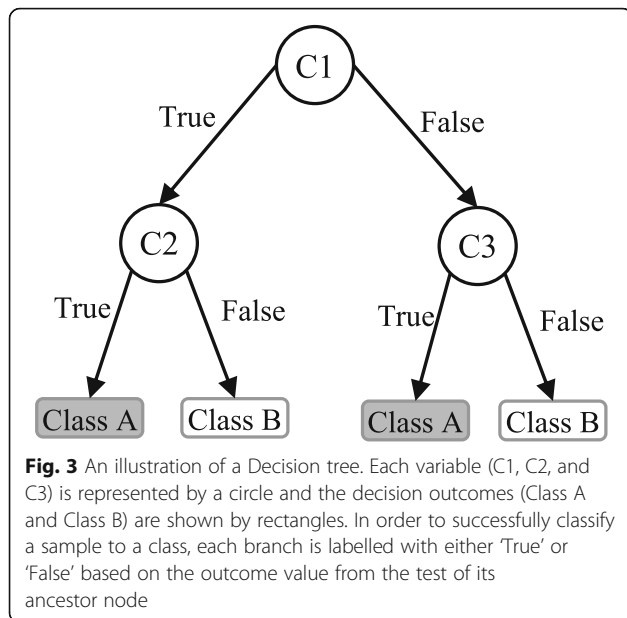 C1
True
False
C2
C3
True
False
True
False
Class A
Class B
Class A
Class B
Fig. 3 An illustration of a Decision tree. Each variable (C1, C2, and
C3) is represented by a circle and the decision outcomes (Class A
and Class B) are shown by rectangles. In order to successfully classify
a sample to a class, each branch is labelled with either ‘True’ or
‘False’ based on the outcome value from the test of its
ancestor node